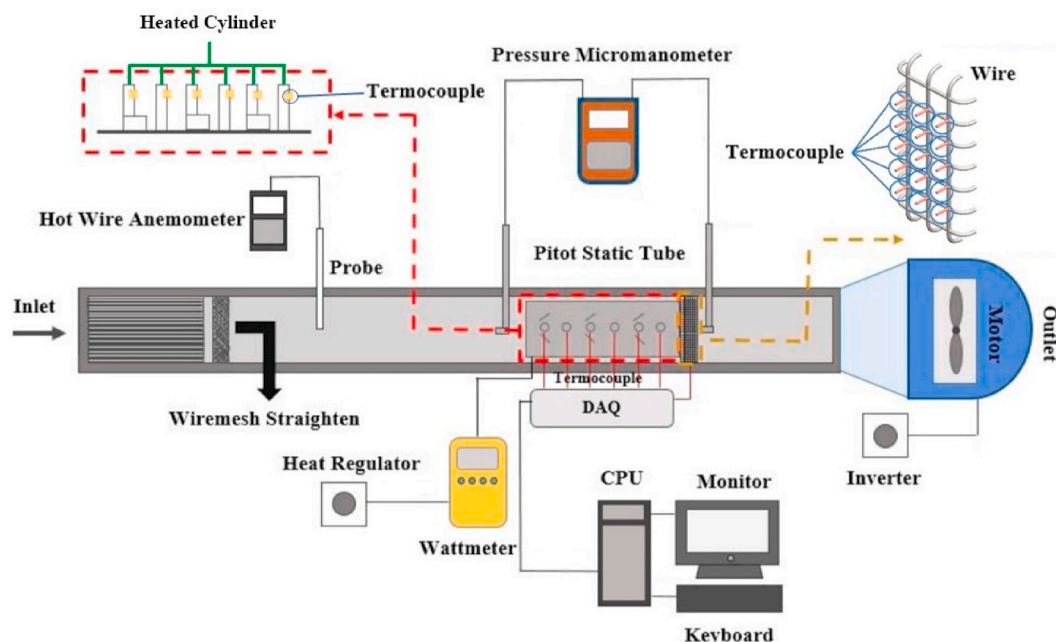 Heated Cylinder
Termocouple
Pressure Micromanometer
Wire
Termocouple
Hot Wire Anemometer
Probe
Pitot Static Tube
Inlet
Motor
Outlet
Wiremesh Straighten
Termocouple
DAQ
Heat Regulator
Wattmeter
CPU
Monitor
Inverter
Keyboard